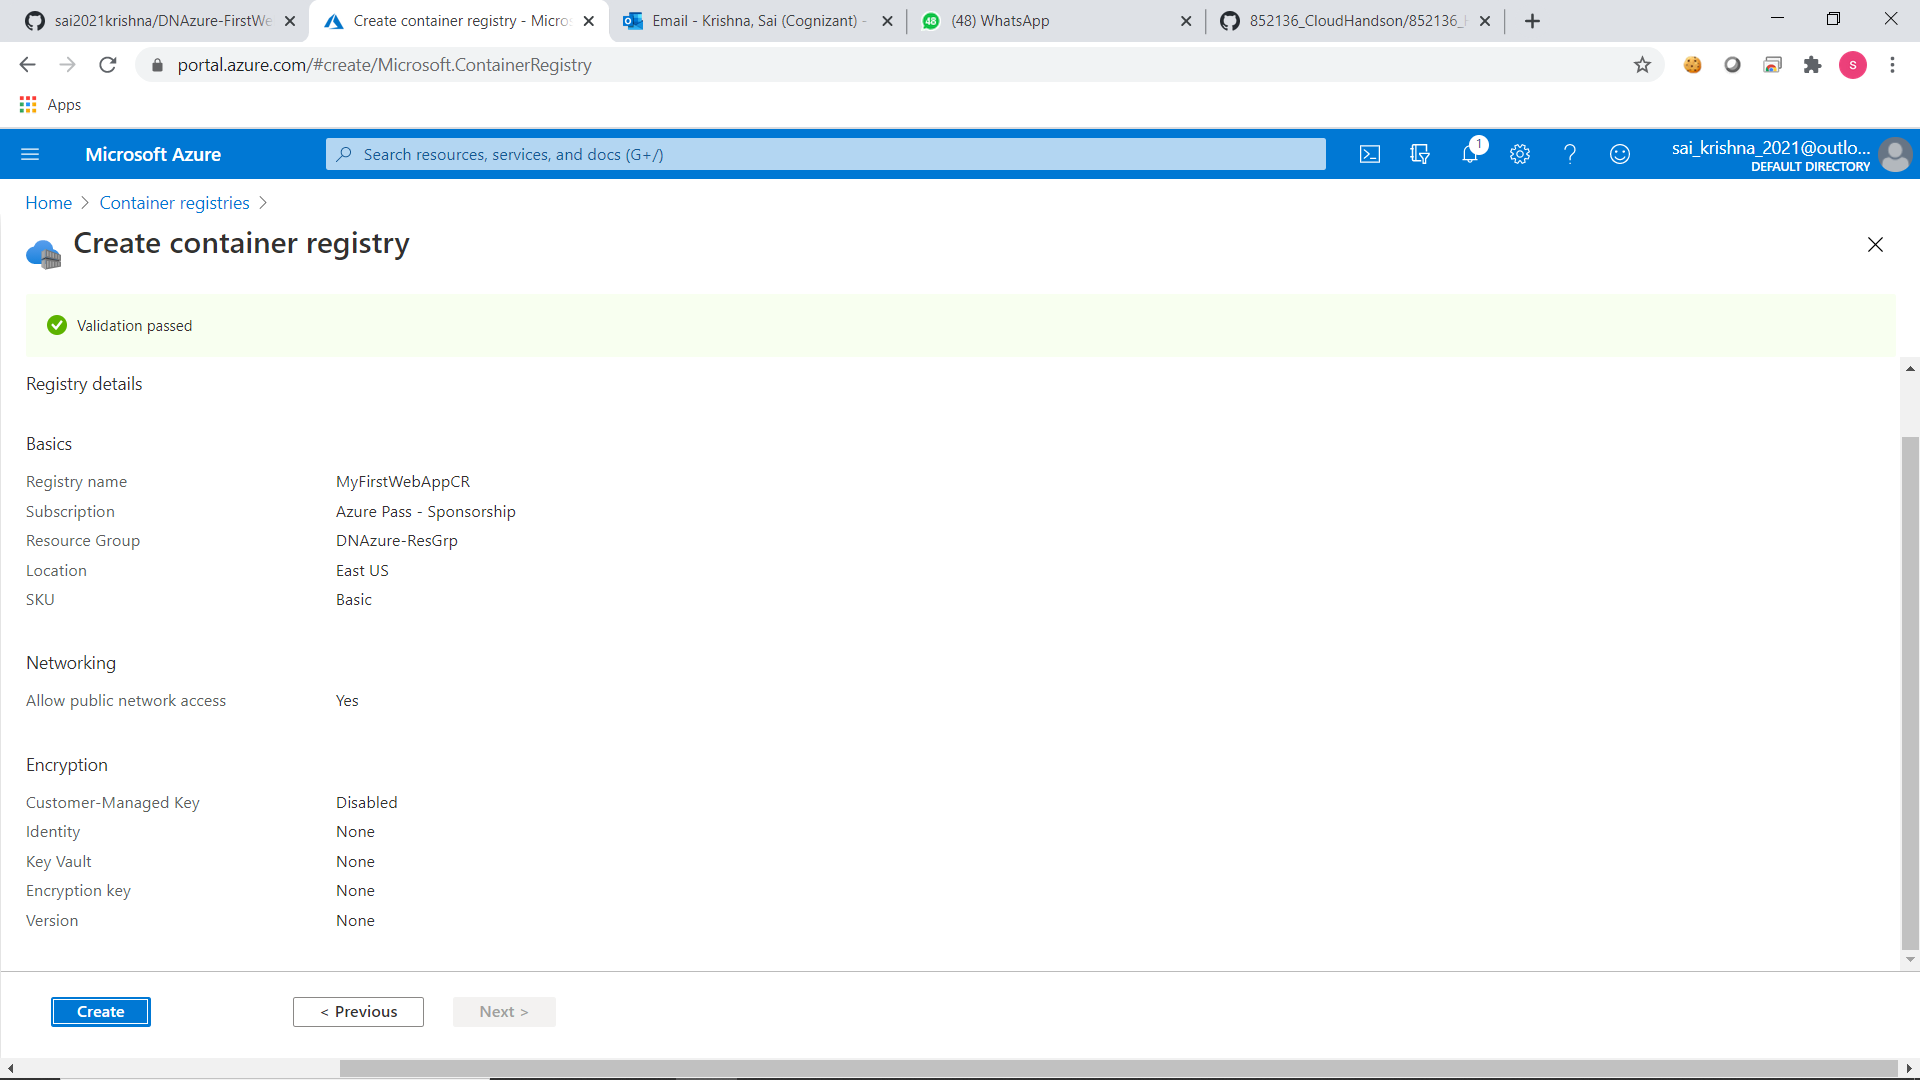 sai2021krishna/DNAzure-FirstWe
Create container registry - Micros
Email - Krishna, Sai (Cognizant) -
48
(48) WhatsApp
852136_CloudHandson/852136_
portal.azure.com/#create/Microsoft.ContainerRegistry
S
Apps
Microsoft Azure
Search resources, services, and docs (G+/)
1
sai_krishna_2021@outlo...
DEFAULT DIRECTORY
Home
Container registries
Create container registry
Validation passed
Registry details
Basics
Registry name MyFirstWebAppCR
Subscription Azure Pass - Sponsorship
Resource Group DNAzure-ResGrp
Location East US
SKU Basic
Networking
Allow public network access Yes
Encryption
Customer-Managed Key Disabled
Identity None
Key Vault None
Encryption key None
Version None
Create
< Previous
Next >